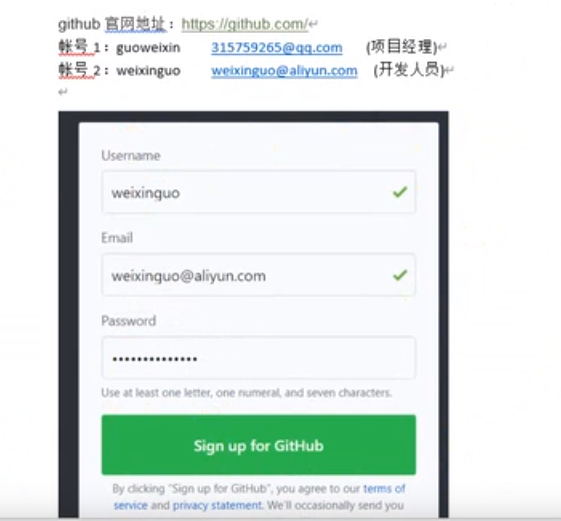 github 官网地址：https://github.com/
帐号 1：guoweixin 315759265@qq.com (项目经理)
帐号 2：weixinguo weixinguo@aliyun.com (开发人员)
Username
weixinguo
Email
weixinguo@aliyun.com
Password
••••••••••••••
Use at least one letter, one numeral, and seven characters.
Sign up for GitHub
By clicking "Sign up for GitHub", you agree to our terms of
service and privacy statement. We'll occasionally send you